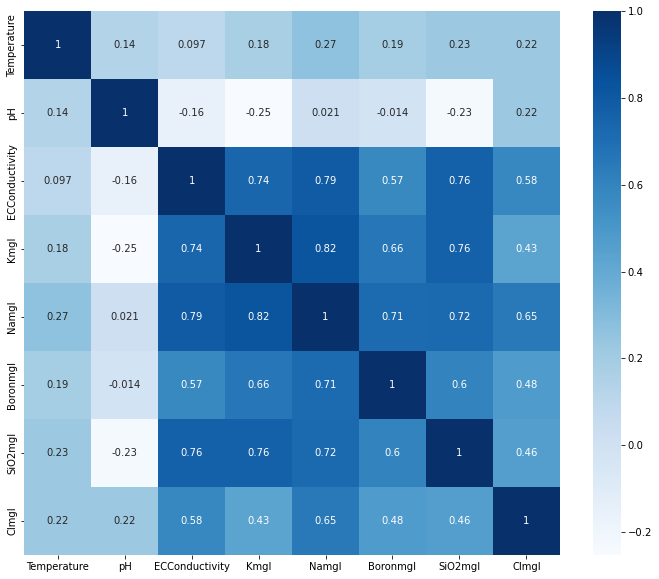 Temperature 1 0.14 0.097 0.18 0.27 0.19 0.23 0.22
pH 0.14 1 -0.16 -0.25 0.021 -0.014 -0.23 0.22
ECConductivity 0.097 -0.16 1 0.74 0.79 0.57 0.76 0.58
Kmgl 0.18 -0.25 0.74 1 0.82 0.66 0.76 0.43
Namgl 0.27 0.021 0.79 0.82 1 0.71 0.72 0.65
Boronmgl 0.19 -0.014 0.57 0.66 0.71 1 0.6 0.48
SiO2mgl 0.23 -0.23 0.76 0.76 0.72 0.6 1 0.46
Clmgl 0.22 0.22 0.58 0.43 0.65 0.48 0.46 1
Temperature pH ECConductivity Kmgl Namgl Boronmgl SiO2mgl Clmgl
1.0
0.8
0.6
0.4
0.2
0.0
−0.2